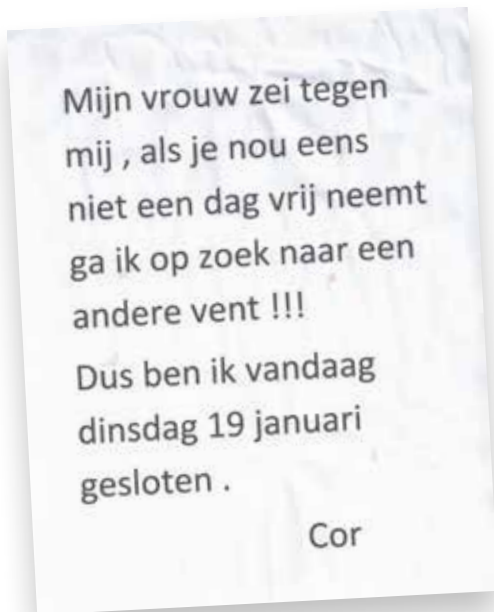 Mijn vrouw zei tegen
mij , als je nou eens
niet een dag vrij neemt
ga ik op zoek naar een
andere vent !!!
Dus ben ik vandaag
dinsdag 19 januari
gesloten .
Cor